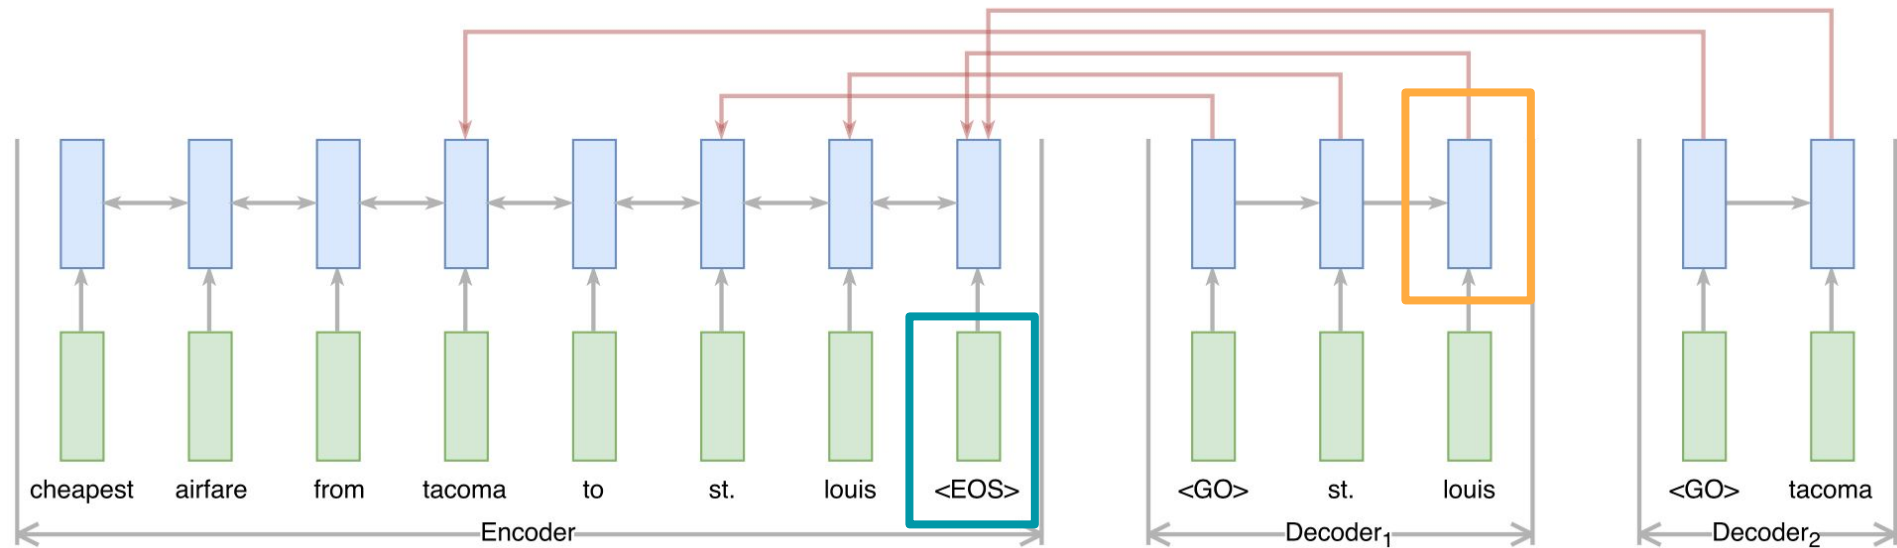 cheapest airfare from tacoma to st. louis <EOS> <GO> st. louis <GO> tacoma
Encoder Decoder₁ Decoder₂